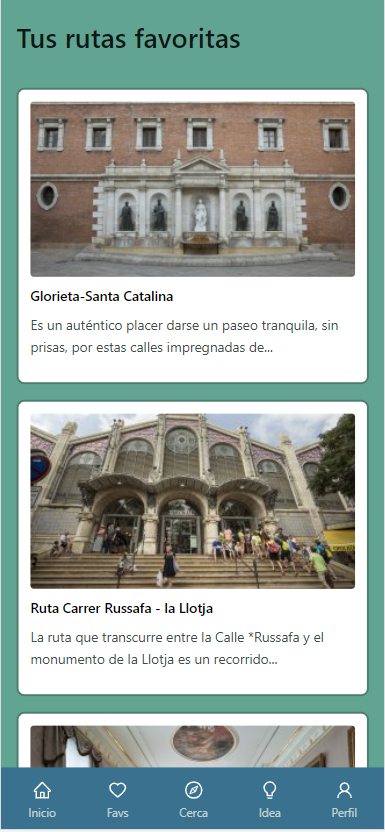 Tus rutas favoritas
Glorieta-Santa Catalina
Es un auténtico placer darse un paseo tranquila, sin
prisas, por estas calles impregnadas de...
Ruta Carrer Russafa - la Llotja
La ruta que transcurre entre la Calle *Russafa y el
monumento de la Llotja es un recorrido...
Inicio
Favs
Cerca
Idea
Perfil